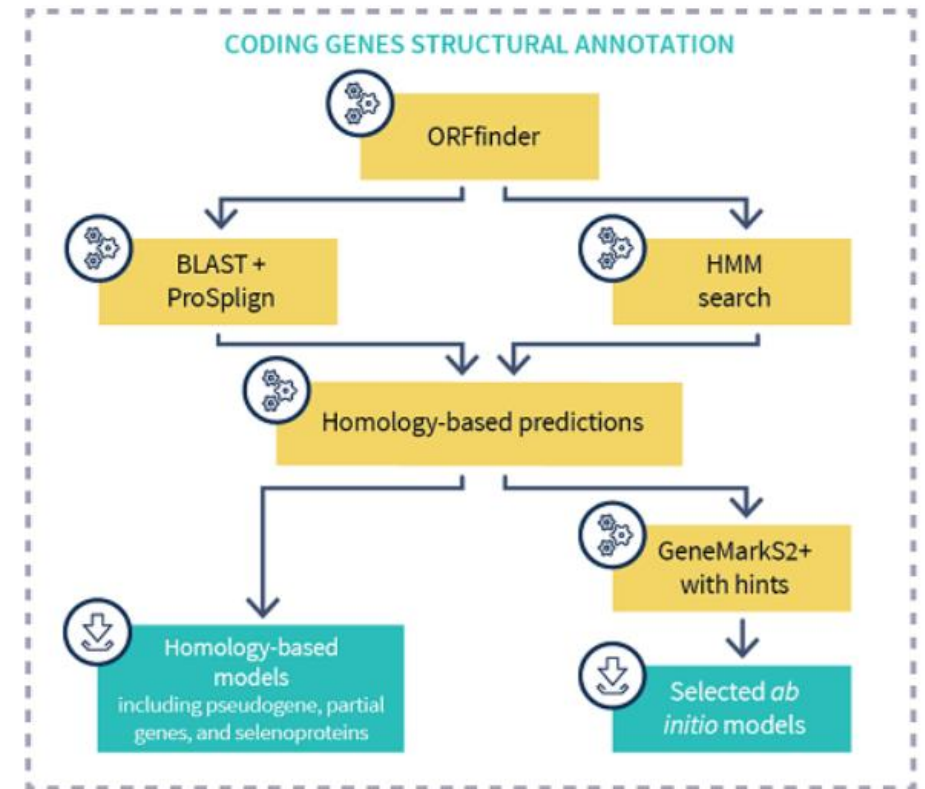 CODING GENES STRUCTURAL ANNOTATION
ORFfinder
BLAST +
ProSplign
HMM
search
Homology-based predictions
GeneMarkS2+
with hints
Homology-based
models
including pseudogene, partial
genes, and selenoproteins
Selected ab
initio models